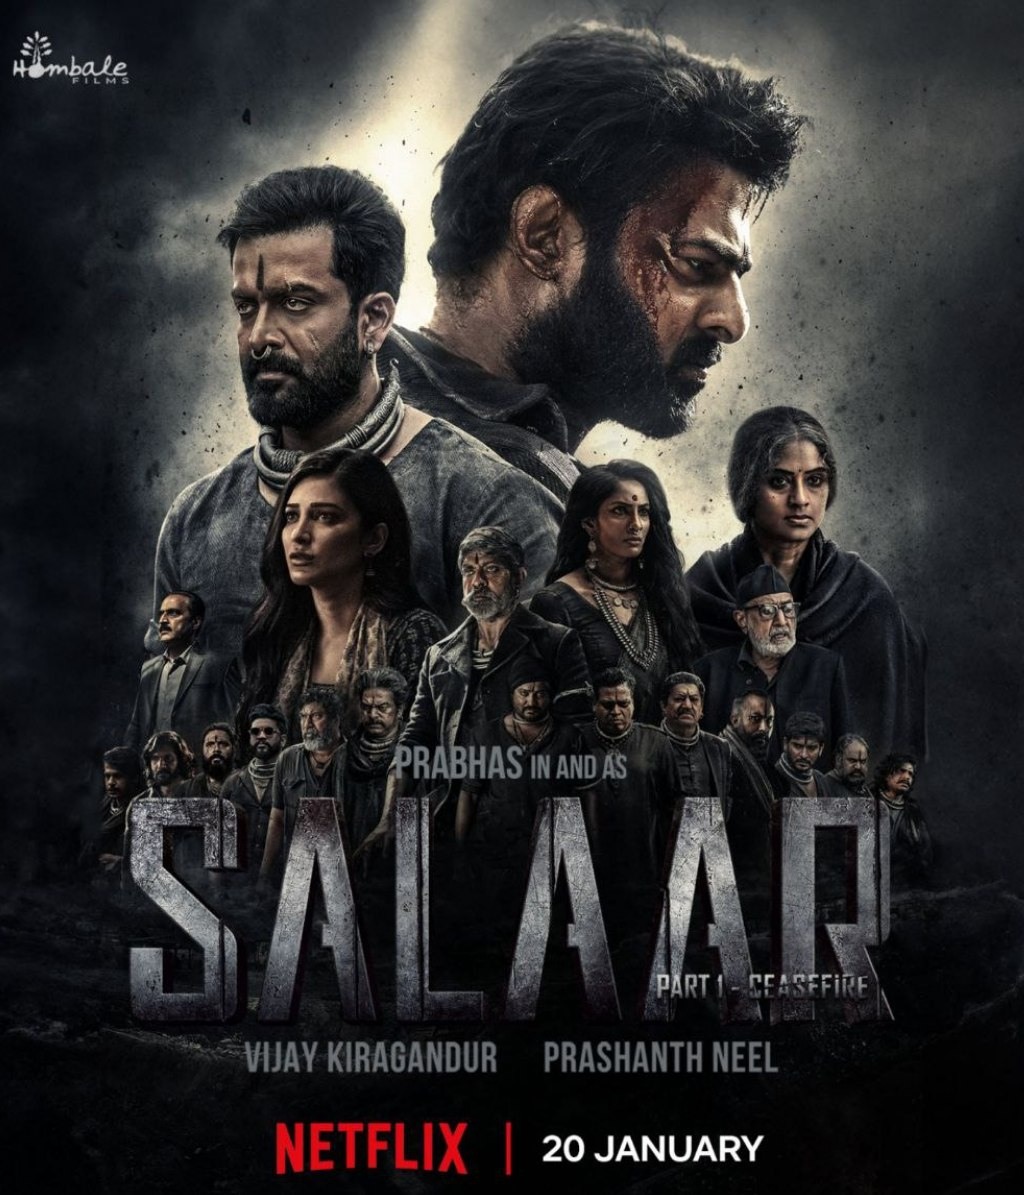 Hombale
FILMS
PRABHAS IN AND AS
SALAAR
PART 1 - CEASEFIRE
VIJAY KIRAGANDUR PRASHANTH NEEL
NETFLIX | 20 JANUARY